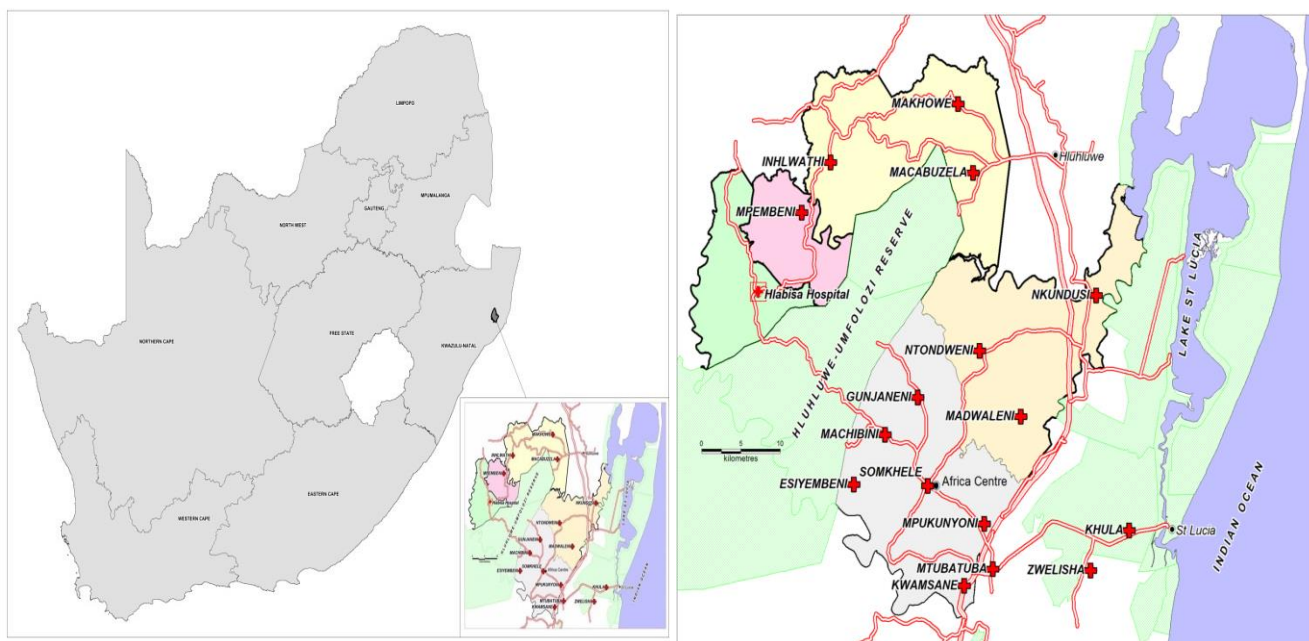 LIMPOPO
MPUMALANGA
GAUTENG
NORTH WEST
FREE STATE
KWAZULU-NATAL
NORTHERN CAPE
EASTERN CAPE
WESTERN CAPE
MAKHOWE
INHLWATHI
Hluhluwe
MACABUZELA
MPEMBENI
Hlabisa Hospital
HLUHLUWE-UMFOLOZI RESERVE
NKUNDUSI
LAKE ST LUCIA
NTONDWENI
GUNJANENI
MADWALENI
MACHIBINI
0 5 10
kilometres
SOMKHELE
Africa Centre
ESIYEMBENI
MPUKUNYONI
KHULA
St Lucia
INDIAN OCEAN
MTUBATUBA
ZWELISHA
KWAMSANE